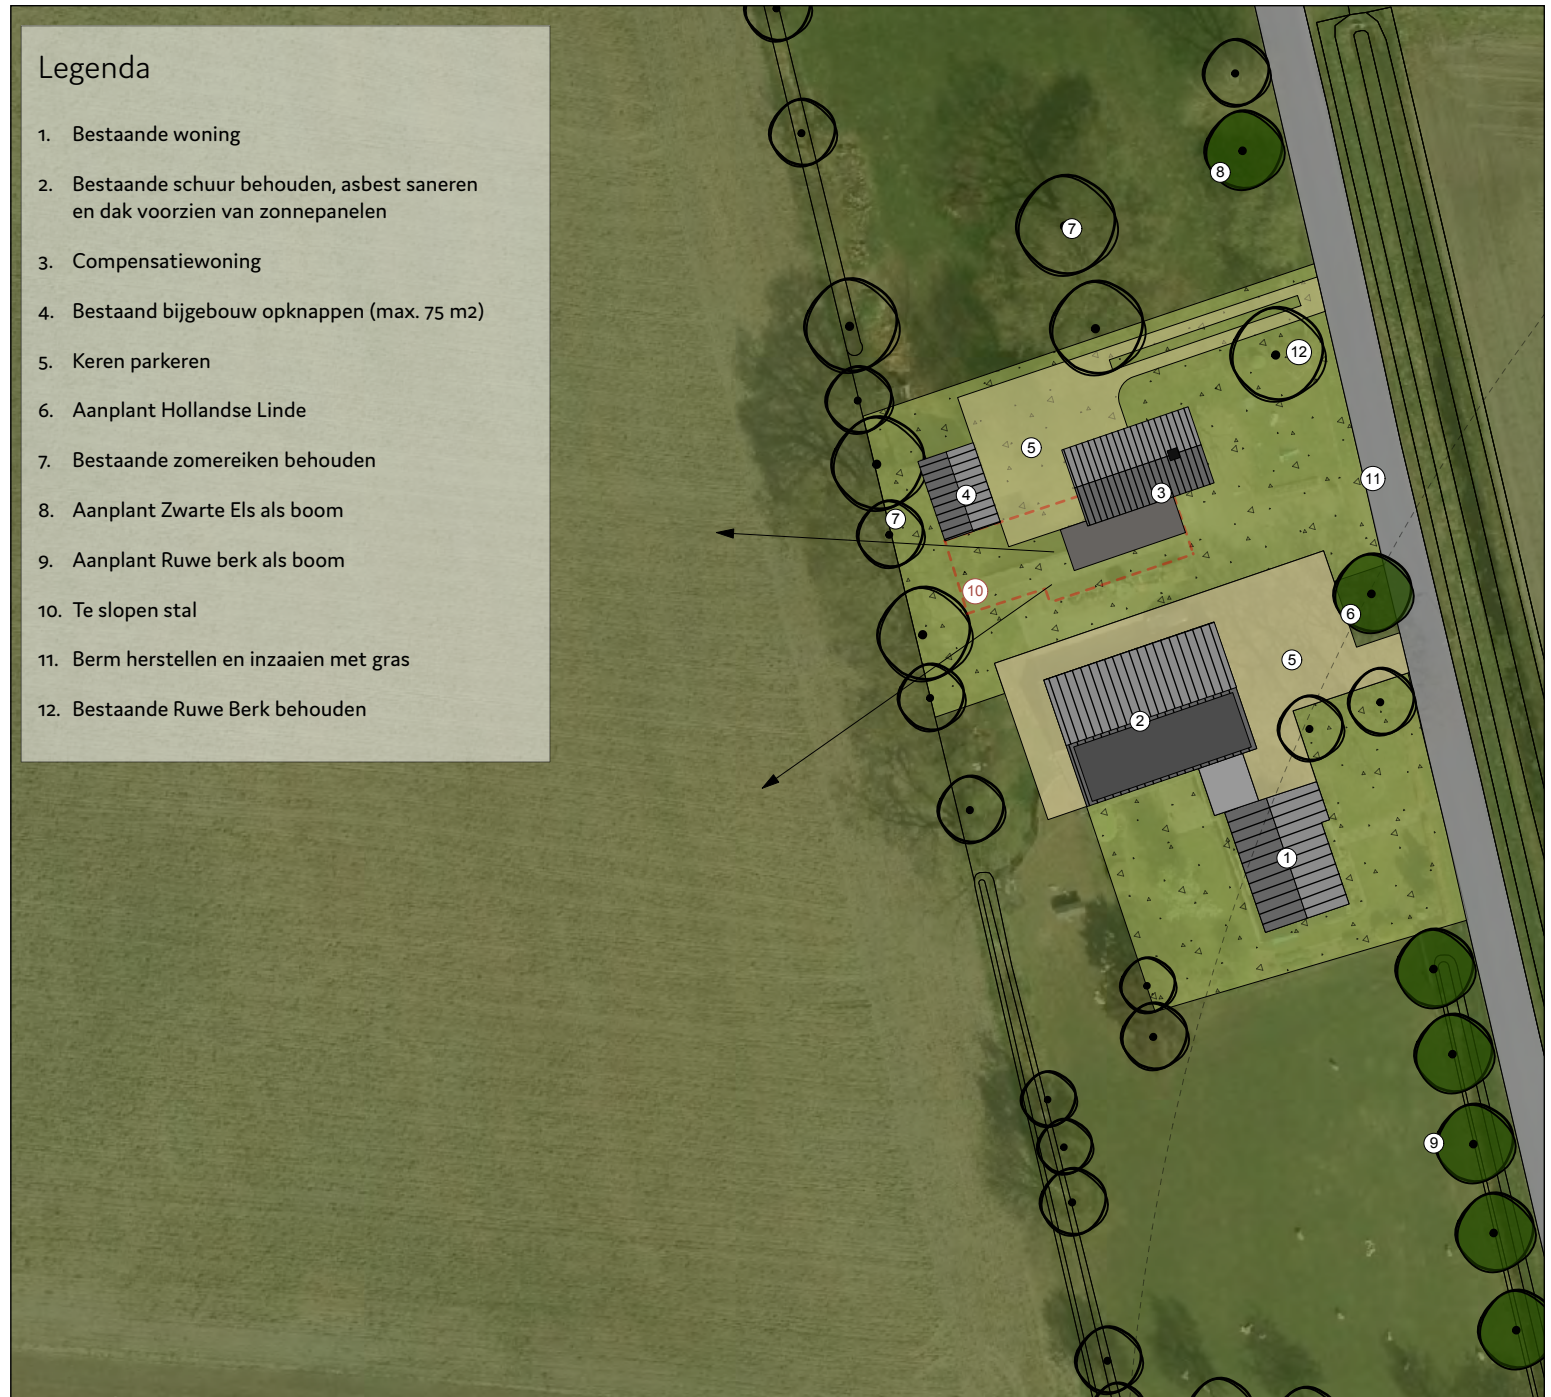 Legenda
1. Bestaande woning
2. Bestaande schuur behouden, asbest saneren
en dak voorzien van zonnepanelen
3. Compensatiewoning
4. Bestaand bijgebouw opknappen (max. 75 m2)
5. Keren parkeren
6. Aanplant Hollandse Linde
7. Bestaande zomereiken behouden
8. Aanplant Zwarte Els als boom
9. Aanplant Ruwe berk als boom
10. Te slopen stal
11. Berm herstellen en inzaaien met gras
12. Bestaande Ruwe Berk behouden
8
7
12
5
11
3
4
7
10
6
5
2
1
9